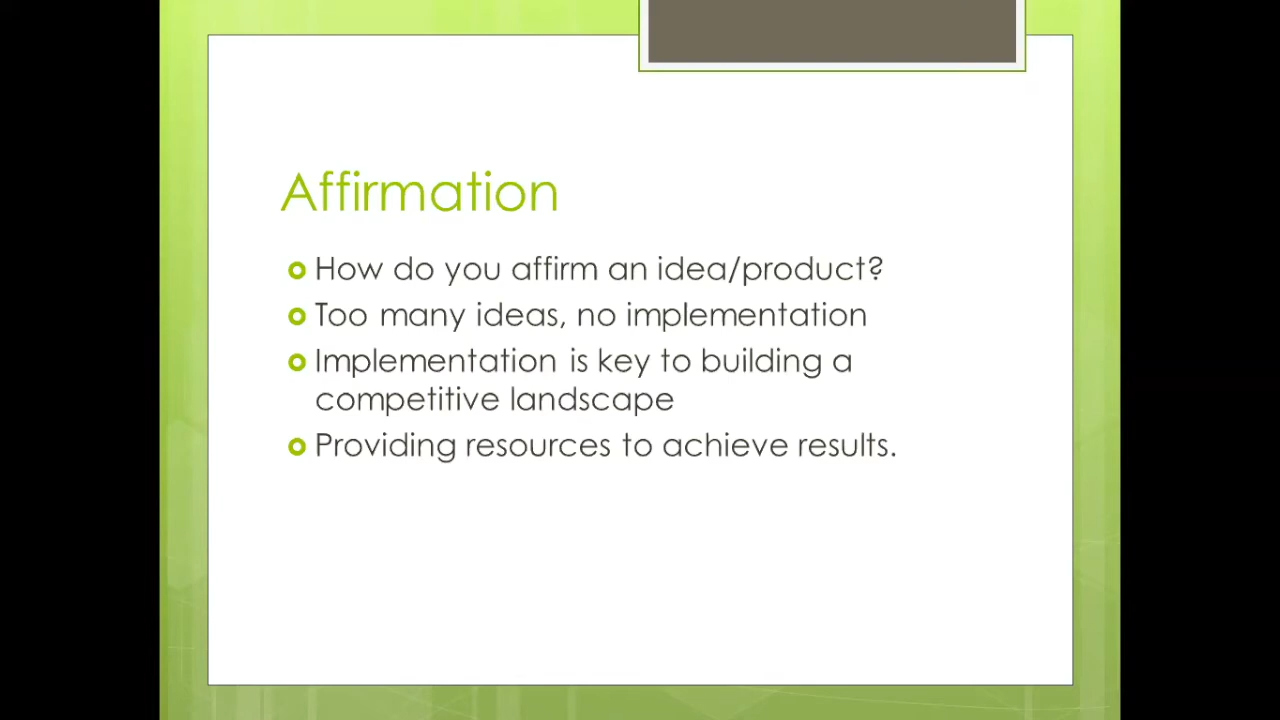 Affirmation
How do you affirm an idea/product?
Too many ideas, no implementation
Implementation is key to building a
competitive landscape
Providing resources to achieve results.